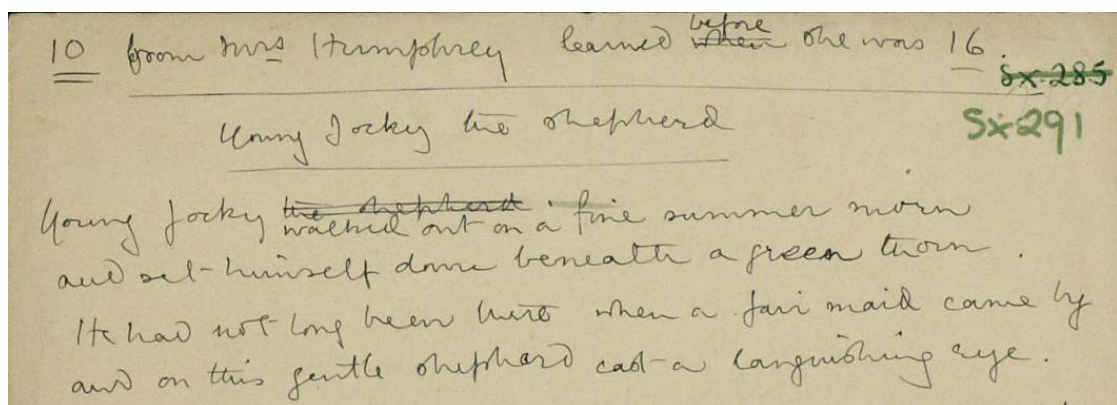 10 from Mrs Humphrey learned before when she was 16.
Sx 285
Sx 291
Young Jocky the shepherd
Young Jocky the shepherd walked out on a fine summer morn
and set himself down beneath a green thorn.
He had not long been there when a fair maid came by
and on this gentle shepherd cast a languishing eye.